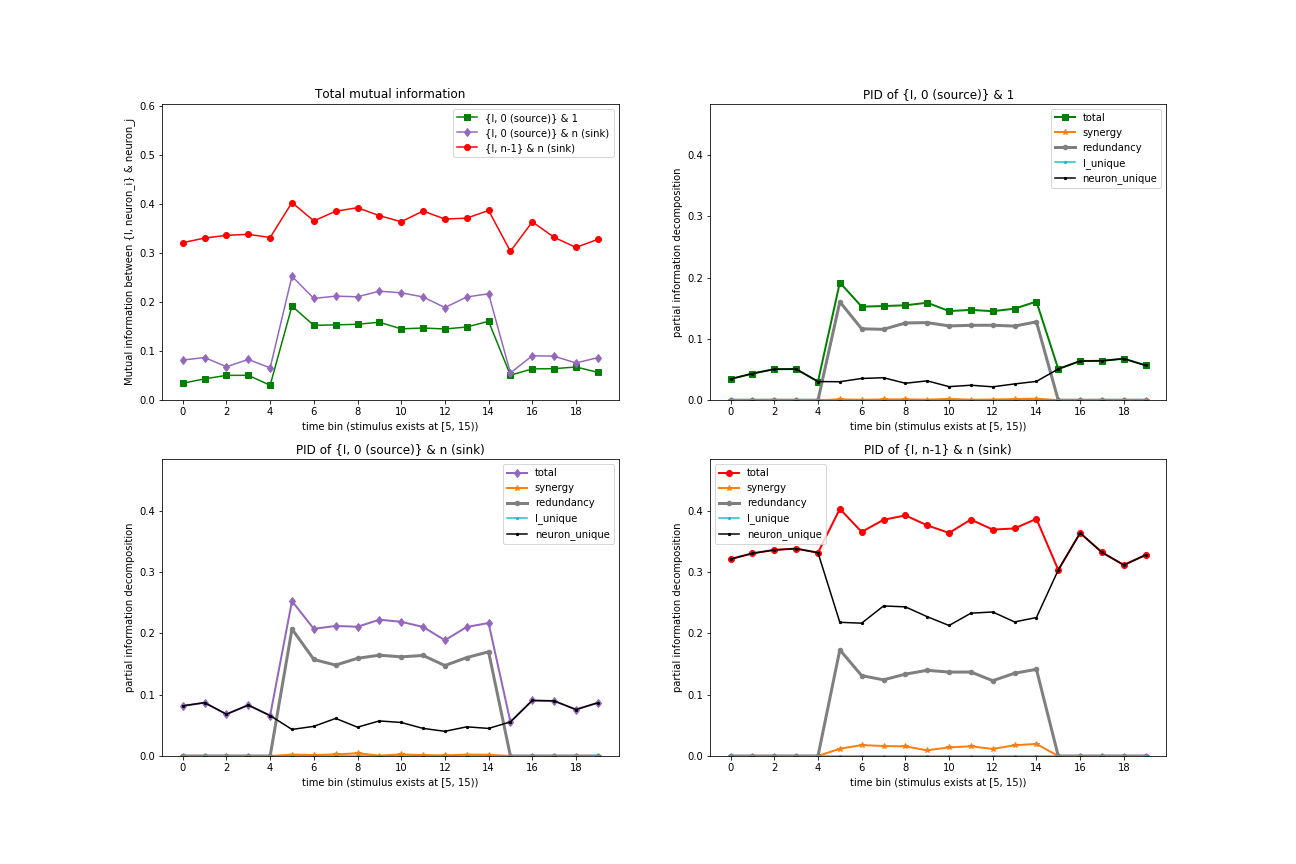 Total mutual information
Mutual information between {I, neuron_i} & neuron_j
0.6
0.5
0.4
0.3
0.2
0.1
0.0
{I, 0 (source)} & 1
{I, 0 (source)} & n (sink)
{I, n-1} & n (sink)
0 2 4 6 8 10 12 14 16 18
time bin (stimulus exists at [5, 15))
PID of {I, 0 (source)} & 1
partial information decomposition
0.4
0.3
0.2
0.1
0.0
total
synergy
redundancy
I_unique
neuron_unique
0 2 4 6 8 10 12 14 16 18
time bin (stimulus exists at [5, 15))
PID of {I, 0 (source)} & n (sink)
partial information decomposition
0.4
0.3
0.2
0.1
0.0
total
synergy
redundancy
I_unique
neuron_unique
0 2 4 6 8 10 12 14 16 18
time bin (stimulus exists at [5, 15))
PID of {I, n-1} & n (sink)
partial information decomposition
0.4
0.3
0.2
0.1
0.0
total
synergy
redundancy
I_unique
neuron_unique
0 2 4 6 8 10 12 14 16 18
time bin (stimulus exists at [5, 15))